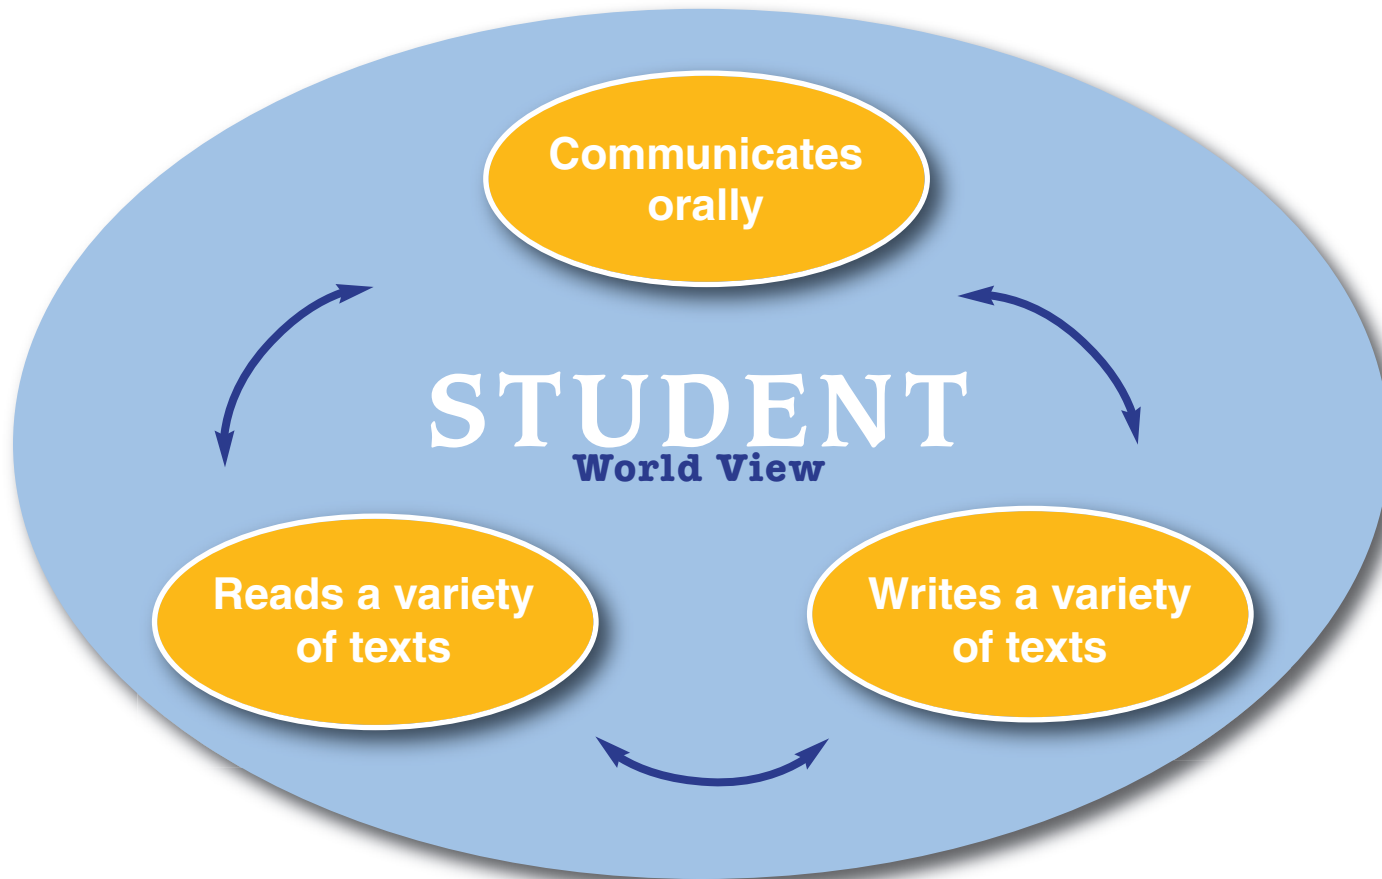 Communicates
orally
STUDENT
World View
Reads a variety
of texts
Writes a variety
of texts